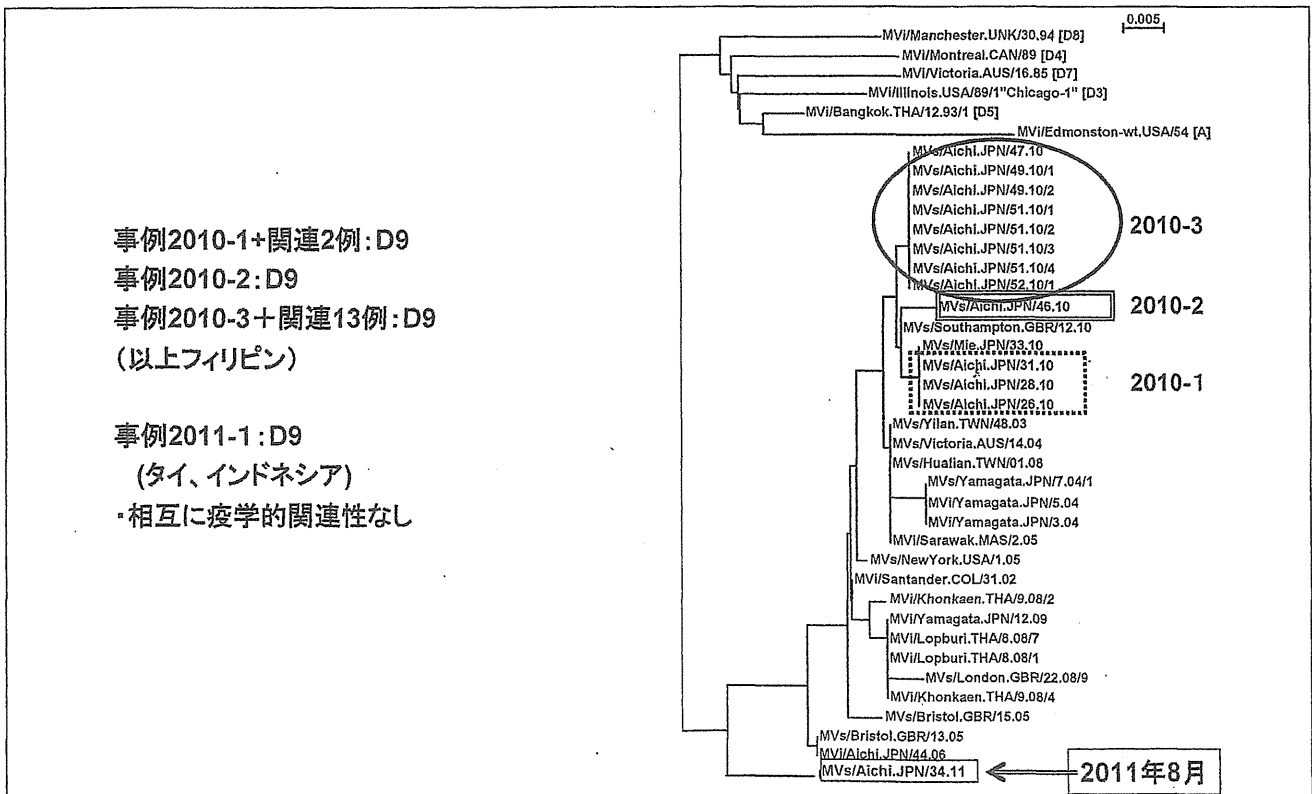 事例2010-1+関連2例:D9
事例2010-2:D9
事例2010-3+関連13例:D9
(以上フィリピン)
事例2011-1:D9
(タイ、インドネシア)
・相互に疫学的関連性なし
0.005
MVi/Manchester.UNK/30.94 [D8]
MVi/Montreal.CAN/89 [D4]
MVi/Victoria.AUS/16.85 [D7]
MVi/Illinois.USA/89/1"Chicago-1" [D3]
MVi/Bangkok.THA/12.93/1 [D5]
MVi/Edmonston-wt.USA/54 [A]
MVs/Aichi.JPN/47.10
MVs/Aichi.JPN/49.10/1
MVs/Aichi.JPN/49.10/2
MVs/Aichi.JPN/51.10/1
MVs/Aichi.JPN/51.10/2
MVs/Aichi.JPN/51.10/3
MVs/Aichi.JPN/51.10/4
MVs/Aichi.JPN/52.10/1
2010-3
MVs/Aichi.JPN/46.10
2010-2
MVs/Southampton.GBR/12.10
MVs/Mie.JPN/33.10
MVs/Aichi.JPN/31.10
MVs/Aichi.JPN/28.10
MVs/Aichi.JPN/26.10
2010-1
MVs/Yilan.TWN/48.03
MVs/Victoria.AUS/14.04
MVs/Hualian.TWN/01.08
MVs/Yamagata.JPN/7.04/1
MVi/Yamagata.JPN/5.04
MVi/Yamagata.JPN/3.04
MVi/Sarawak.MAS/2.05
MVs/NewYork.USA/1.05
MVi/Santander.COL/31.02
MVi/Khonkaen.THA/9.08/2
MVi/Yamagata.JPN/12.09
MVi/Lopburi.THA/8.08/7
MVi/Lopburi.THA/8.08/1
MVs/London.GBR/22.08/9
MVi/Khonkaen.THA/9.08/4
MVs/Bristol.GBR/15.05
MVs/Bristol.GBR/13.05
MVi/Aichi.JPN/44.06
MVs/Aichi.JPN/34.11
2011年8月